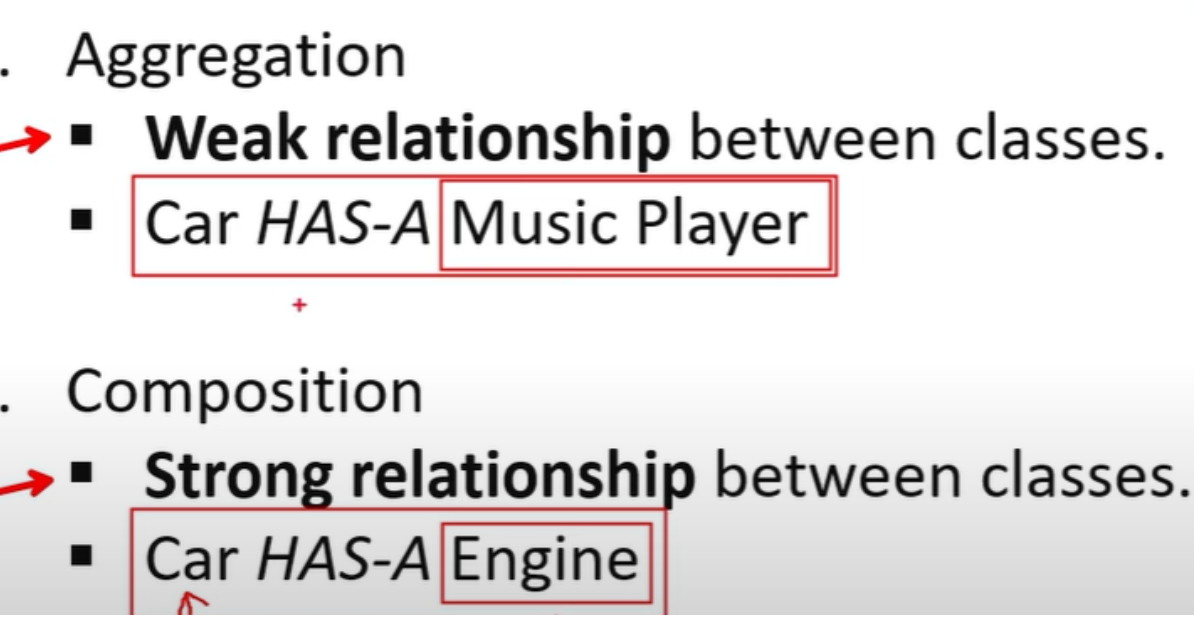 . Aggregation
▪ Weak relationship between classes.
▪ Car HAS-A Music Player
. Composition
▪ Strong relationship between classes.
▪ Car HAS-A Engine